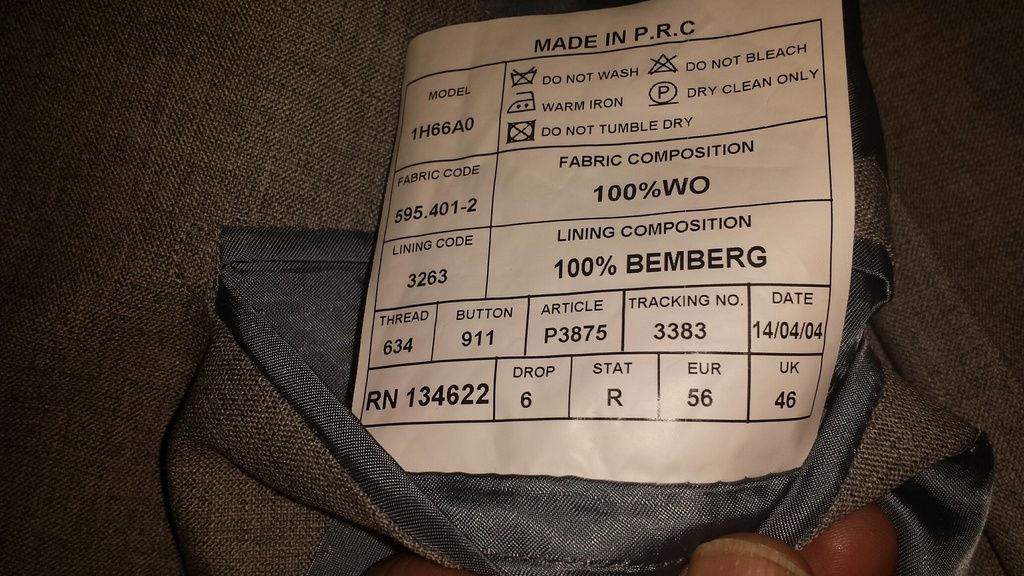 MADE IN P.R.C
MODEL
1H66A0
DO NOT WASH
DO NOT BLEACH
WARM IRON
P
DRY CLEAN ONLY
DO NOT TUMBLE DRY
FABRIC CODE
595.401-2
FABRIC COMPOSITION
100%WO
LINING CODE
3263
LINING COMPOSITION
100% BEMBERG
THREAD
634
BUTTON
911
ARTICLE
P3875
TRACKING NO.
3383
DATE
14/04/04
RN 134622
DROP
6
STAT
R
EUR
56
UK
46